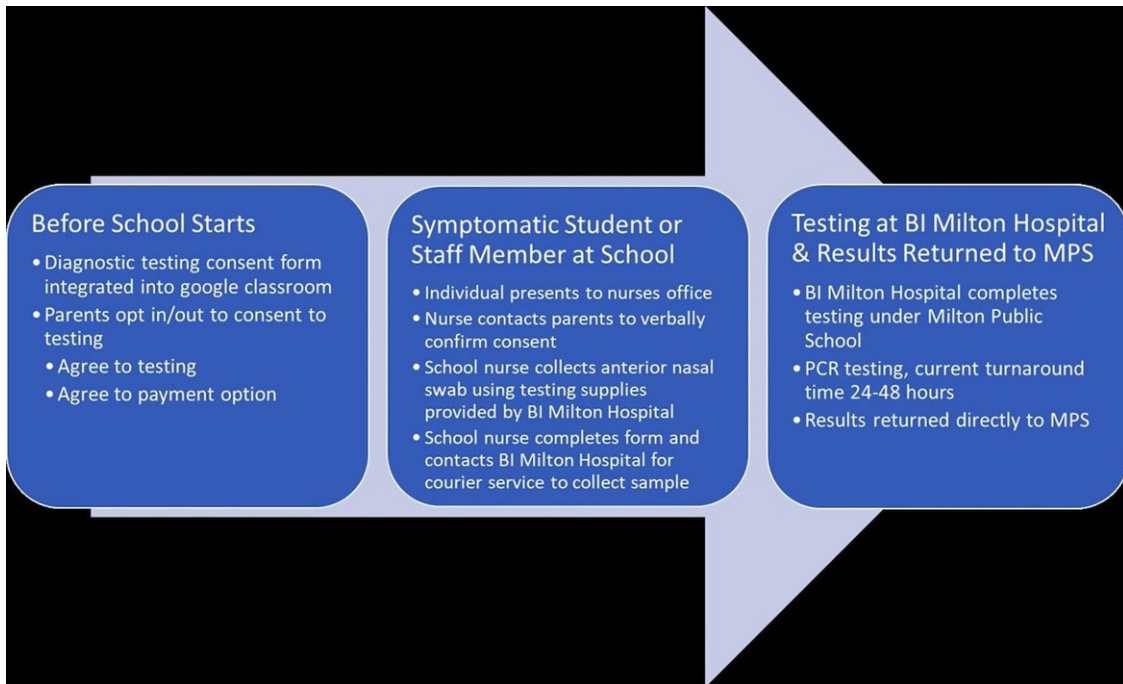 Before School Starts
• Diagnostic testing consent form
integrated into google classroom
• Parents opt in/out to consent to
testing
• Agree to testing
• Agree to payment option
Symptomatic Student or
Staff Member at School
• Individual presents to nurses office
• Nurse contacts parents to verbally
confirm consent
• School nurse collects anterior nasal
swab using testing supplies
provided by BI Milton Hospital
• School nurse completes form and
contacts BI Milton Hospital for
courier service to collect sample
Testing at BI Milton Hospital
& Results Returned to MPS
• BI Milton Hospital completes
testing under Milton Public
School
• PCR testing, current turnaround
time 24-48 hours
• Results returned directly to MPS